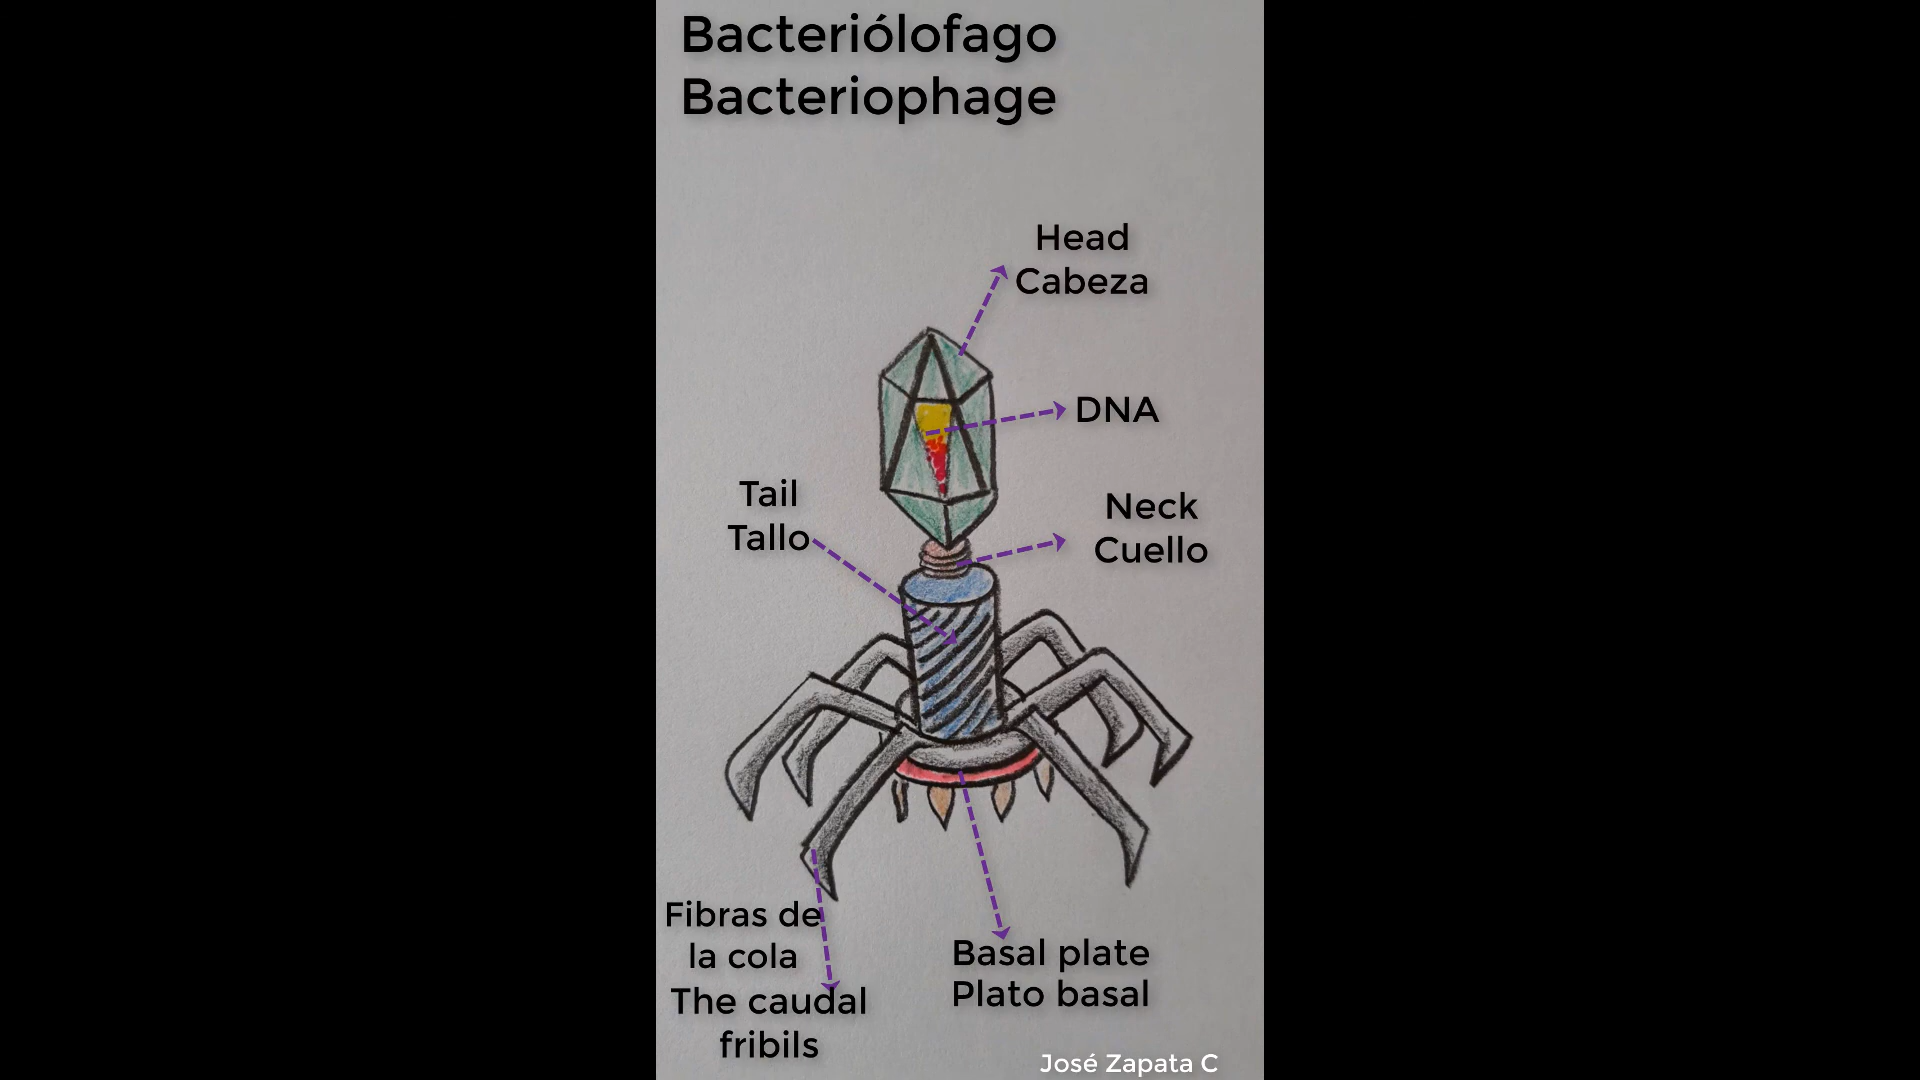 Bacteriólofago
Bacteriophage
Head
Cabeza
DNA
Tail
Tallo
Neck
Cuello
Fibras de
la cola
The caudal
fribils
Basal plate
Plato basal
José Zapata C